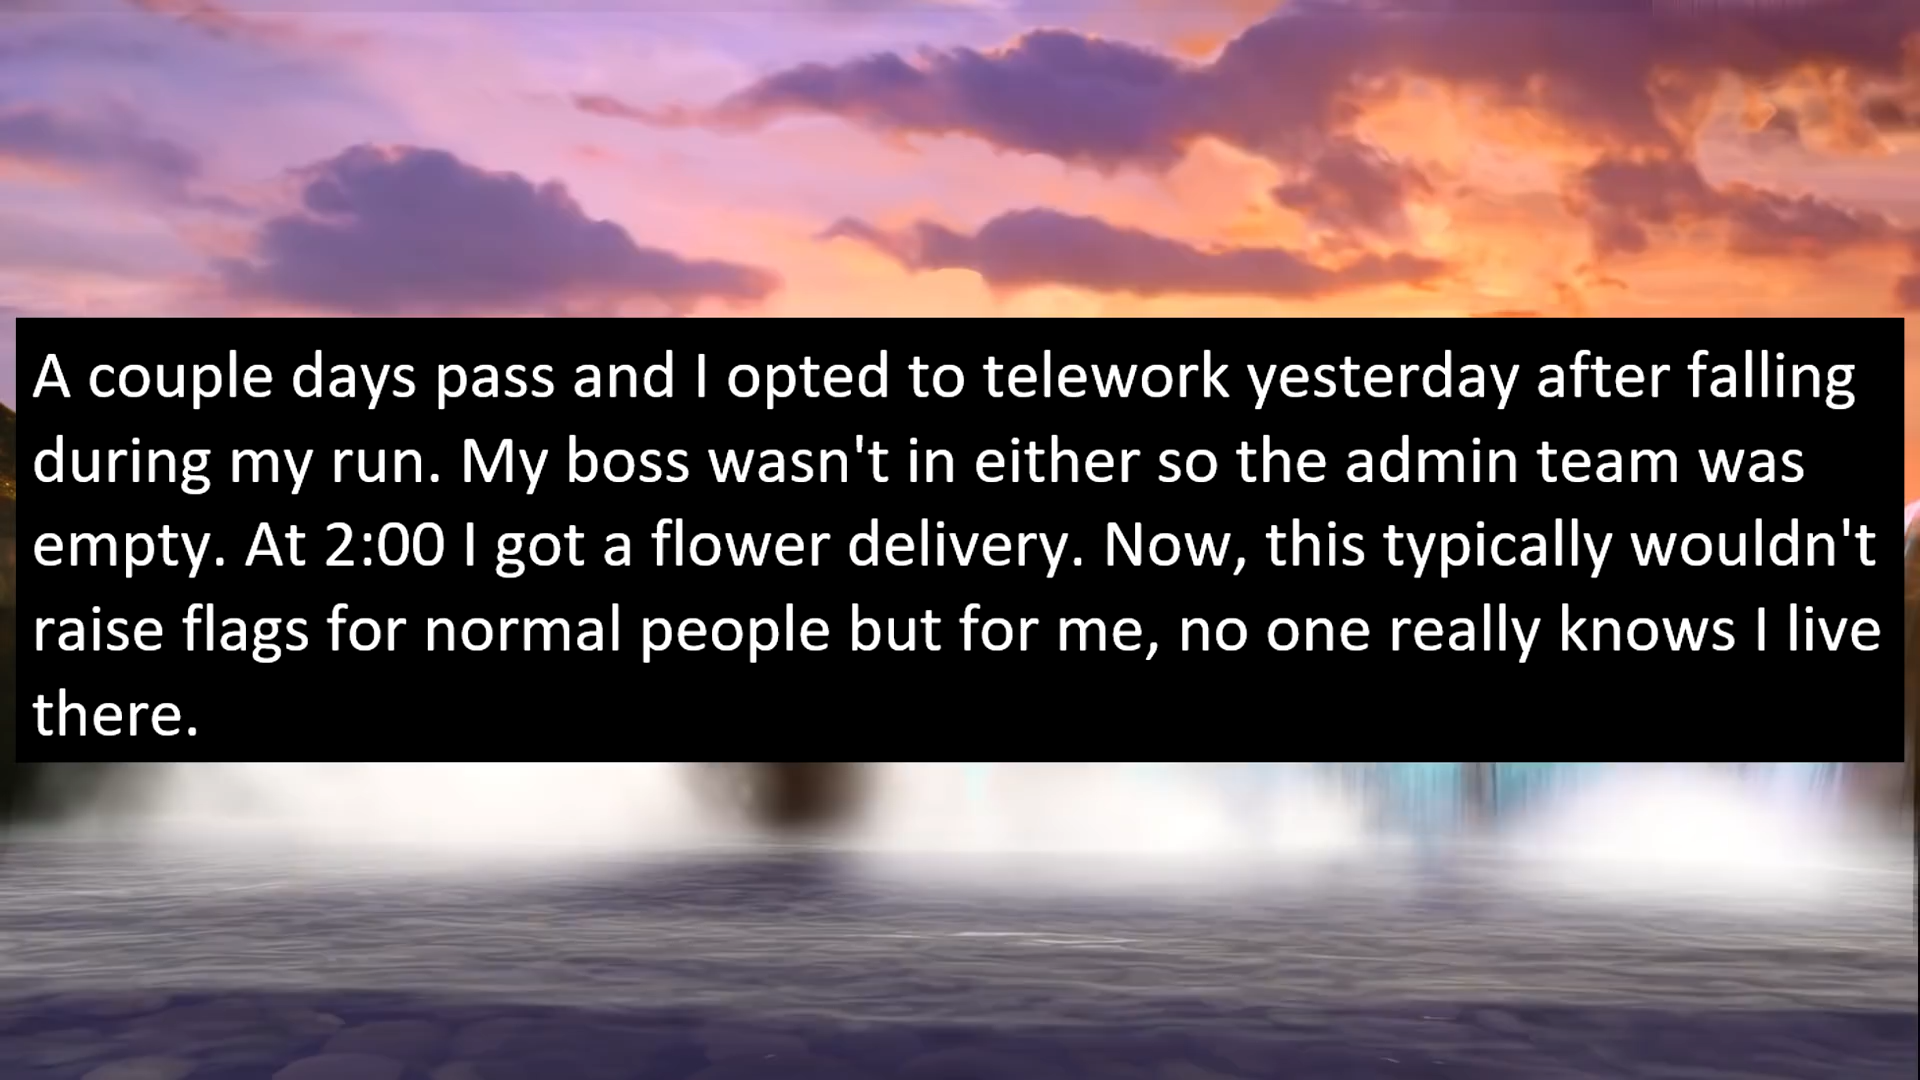 A couple days pass and I opted to telework yesterday after falling
during my run. My boss wasn't in either so the admin team was
empty. At 2:00 I got a flower delivery. Now, this typically wouldn't
raise flags for normal people but for me, no one really knows I live
there.